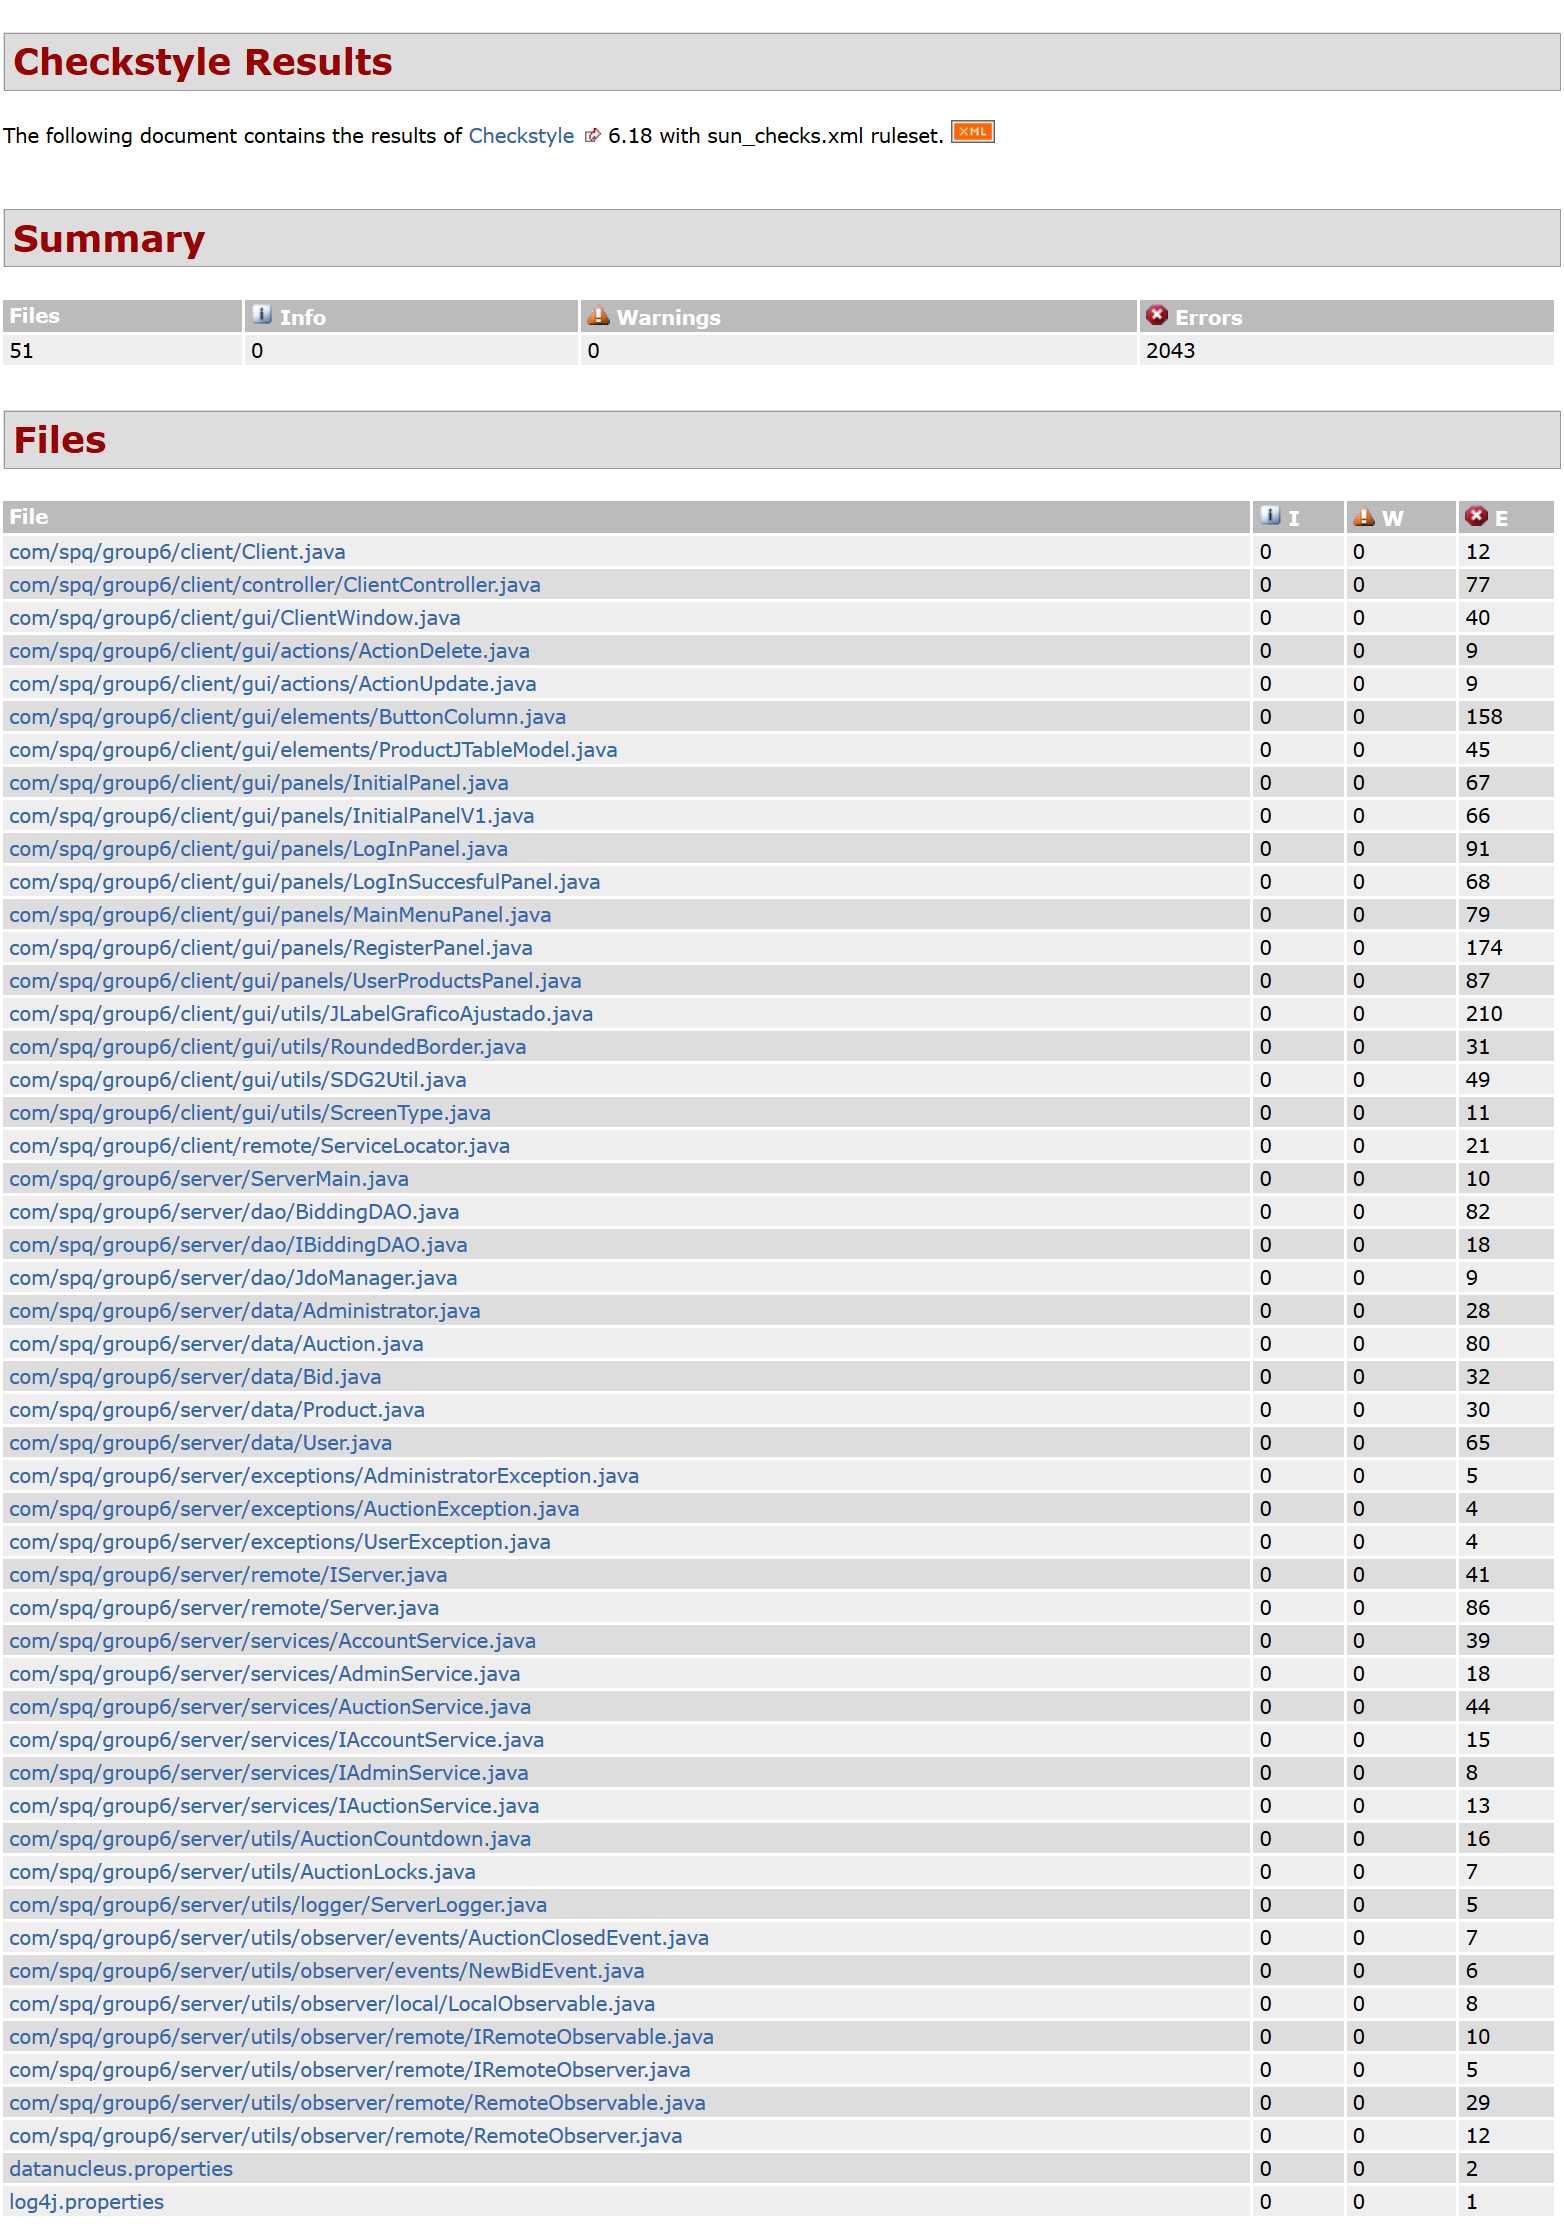 Checkstyle Results
The following document contains the results of Checkstyle 6.18 with sun_checks.xml ruleset. XML
Summary
Files Info Warnings Errors
51 0 0 2043
Files
File I W E
com/spq/group6/client/Client.java 0 0 12
com/spq/group6/client/controller/ClientController.java 0 0 77
com/spq/group6/client/gui/ClientWindow.java 0 0 40
com/spq/group6/client/gui/actions/ActionDelete.java 0 0 9
com/spq/group6/client/gui/actions/ActionUpdate.java 0 0 9
com/spq/group6/client/gui/elements/ButtonColumn.java 0 0 158
com/spq/group6/client/gui/elements/ProductJTableModel.java 0 0 45
com/spq/group6/client/gui/panels/InitialPanel.java 0 0 67
com/spq/group6/client/gui/panels/InitialPanelV1.java 0 0 66
com/spq/group6/client/gui/panels/LogInPanel.java 0 0 91
com/spq/group6/client/gui/panels/LogInSuccesfulPanel.java 0 0 68
com/spq/group6/client/gui/panels/MainMenuPanel.java 0 0 79
com/spq/group6/client/gui/panels/RegisterPanel.java 0 0 174
com/spq/group6/client/gui/panels/UserProductsPanel.java 0 0 87
com/spq/group6/client/gui/utils/JLabelGraficoAjustado.java 0 0 210
com/spq/group6/client/gui/utils/RoundedBorder.java 0 0 31
com/spq/group6/client/gui/utils/SDG2Util.java 0 0 49
com/spq/group6/client/gui/utils/ScreenType.java 0 0 11
com/spq/group6/client/remote/ServiceLocator.java 0 0 21
com/spq/group6/server/ServerMain.java 0 0 10
com/spq/group6/server/dao/BiddingDAO.java 0 0 82
com/spq/group6/server/dao/IBiddingDAO.java 0 0 18
com/spq/group6/server/dao/JdoManager.java 0 0 9
com/spq/group6/server/data/Administrator.java 0 0 28
com/spq/group6/server/data/Auction.java 0 0 80
com/spq/group6/server/data/Bid.java 0 0 32
com/spq/group6/server/data/Product.java 0 0 30
com/spq/group6/server/data/User.java 0 0 65
com/spq/group6/server/exceptions/AdministratorException.java 0 0 5
com/spq/group6/server/exceptions/AuctionException.java 0 0 4
com/spq/group6/server/exceptions/UserException.java 0 0 4
com/spq/group6/server/remote/IServer.java 0 0 41
com/spq/group6/server/remote/Server.java 0 0 86
com/spq/group6/server/services/AccountService.java 0 0 39
com/spq/group6/server/services/AdminService.java 0 0 18
com/spq/group6/server/services/AuctionService.java 0 0 44
com/spq/group6/server/services/IAccountService.java 0 0 15
com/spq/group6/server/services/IAdminService.java 0 0 8
com/spq/group6/server/services/IAuctionService.java 0 0 13
com/spq/group6/server/utils/AuctionCountdown.java 0 0 16
com/spq/group6/server/utils/AuctionLocks.java 0 0 7
com/spq/group6/server/utils/logger/ServerLogger.java 0 0 5
com/spq/group6/server/utils/observer/events/AuctionClosedEvent.java 0 0 7
com/spq/group6/server/utils/observer/events/NewBidEvent.java 0 0 6
com/spq/group6/server/utils/observer/local/LocalObservable.java 0 0 8
com/spq/group6/server/utils/observer/remote/IRemoteObservable.java 0 0 10
com/spq/group6/server/utils/observer/remote/IRemoteObserver.java 0 0 5
com/spq/group6/server/utils/observer/remote/RemoteObservable.java 0 0 29
com/spq/group6/server/utils/observer/remote/RemoteObserver.java 0 0 12
datanucleus.properties 0 0 2
log4j.properties 0 0 1